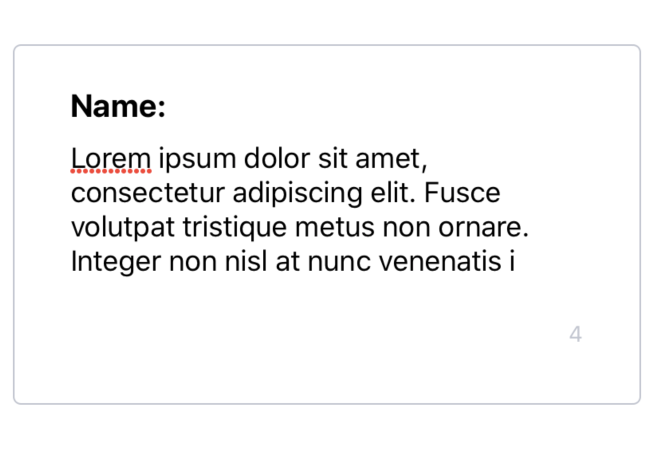 Name:
Lorem ipsum dolor sit amet,
consectetur adipiscing elit. Fusce
volutpat tristique metus non ornare.
Integer non nisl at nunc venenatis i
4